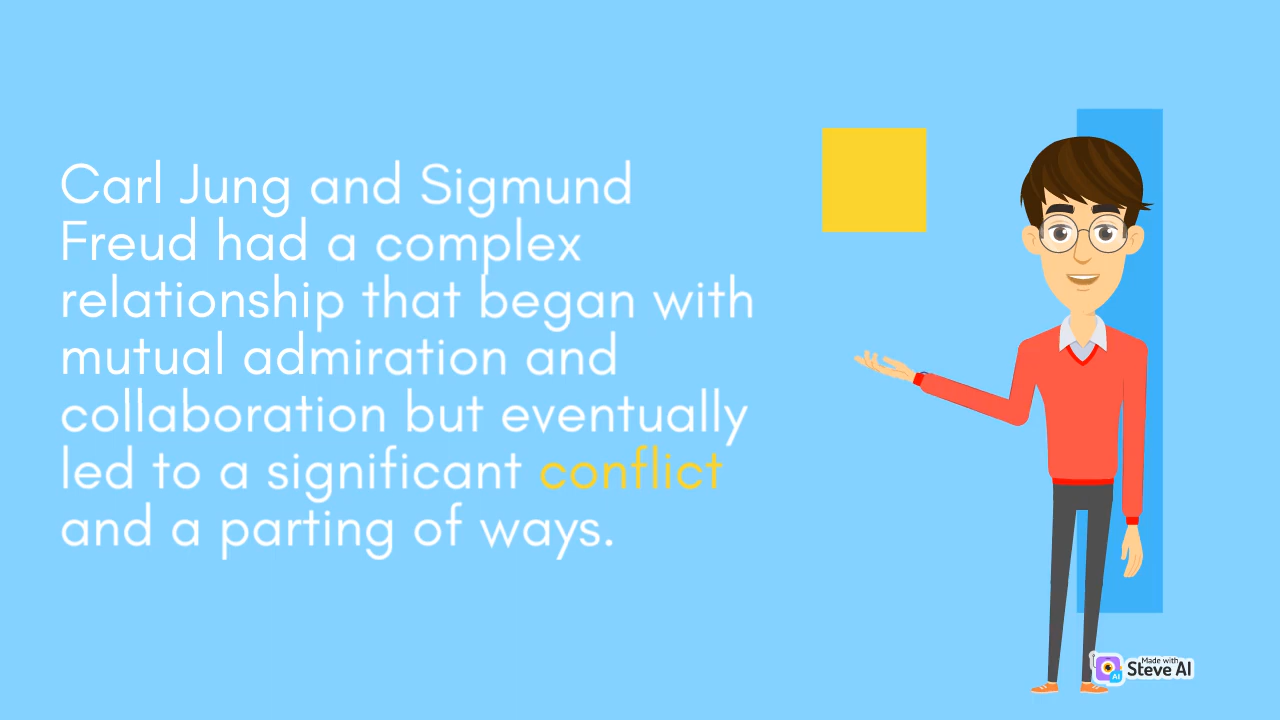 Carl Jung and Sigmund
Freud had a complex
relationship that began with
mutual admiration and
collaboration but eventually
led to a significant conflict
and a parting of ways.
Made with
Steve AI
AI